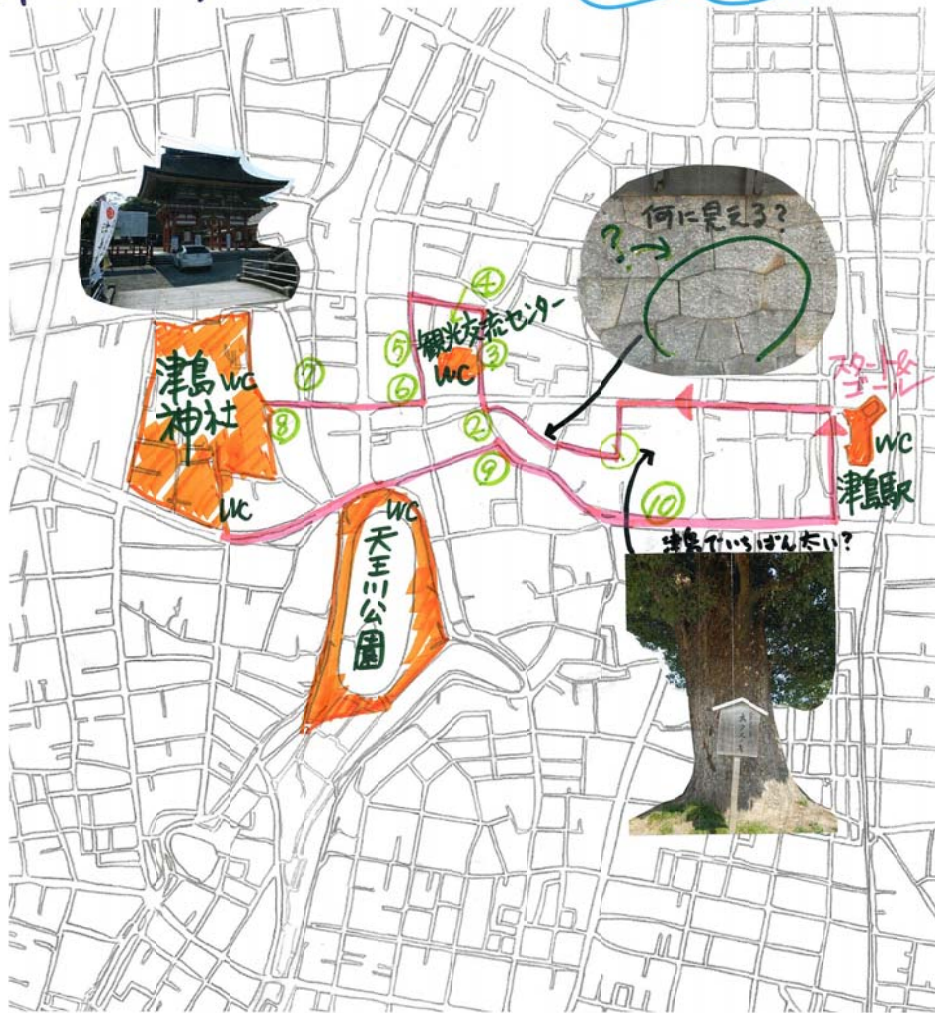 何に見える?
?
④
観光交流センター
⑤
③
WC
⑥
⑦
スタート&
ゴール
津島
神社
WC
⑧
②
①
WC
津島駅
⑨
WC
WC
⑩
天王川公園
津島でいちばん太い?